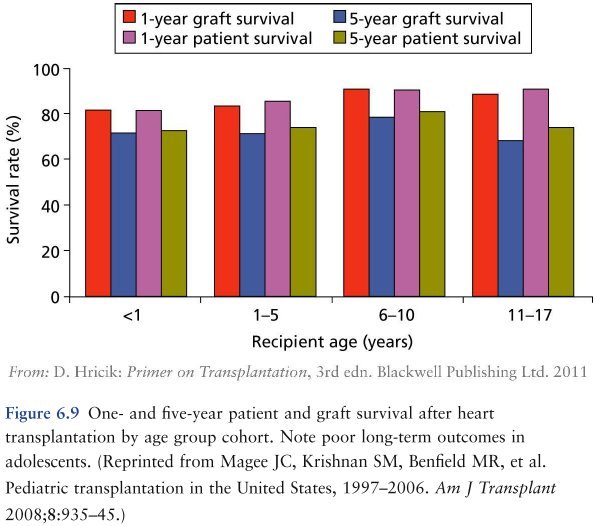 1-year graft survival 5-year graft survival
1-year patient survival 5-year patient survival
100
80
60
40
20
0
Survival rate (%)
<1 1–5 6–10 11–17
Recipient age (years)
From: D. Hricik: Primer on Transplantation, 3rd edn. Blackwell Publishing Ltd. 2011
Figure 6.9 One- and five-year patient and graft survival after heart
transplantation by age group cohort. Note poor long-term outcomes in
adolescents. (Reprinted from Magee JC, Krishnan SM, Benfield MR, et al.
Pediatric transplantation in the United States, 1997–2006. Am J Transplant
2008;8:935–45.)